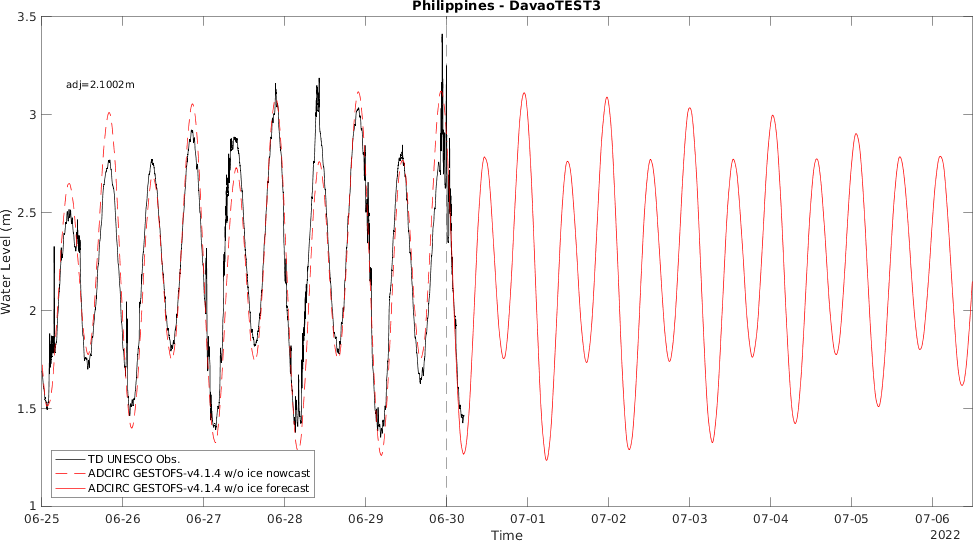 Philippines - DavaoTEST3
3.5
adj=2.1002m
3
2.5
Water Level (m)
2
1.5
TD UNESCO Obs.
ADCIRC GESTOFS-v4.1.4 w/o ice nowcast
ADCIRC GESTOFS-v4.1.4 w/o ice forecast
1
06-25 06-26 06-27 06-28 06-29 06-30 07-01 07-02 07-03 07-04 07-05 07-06
Time
2022